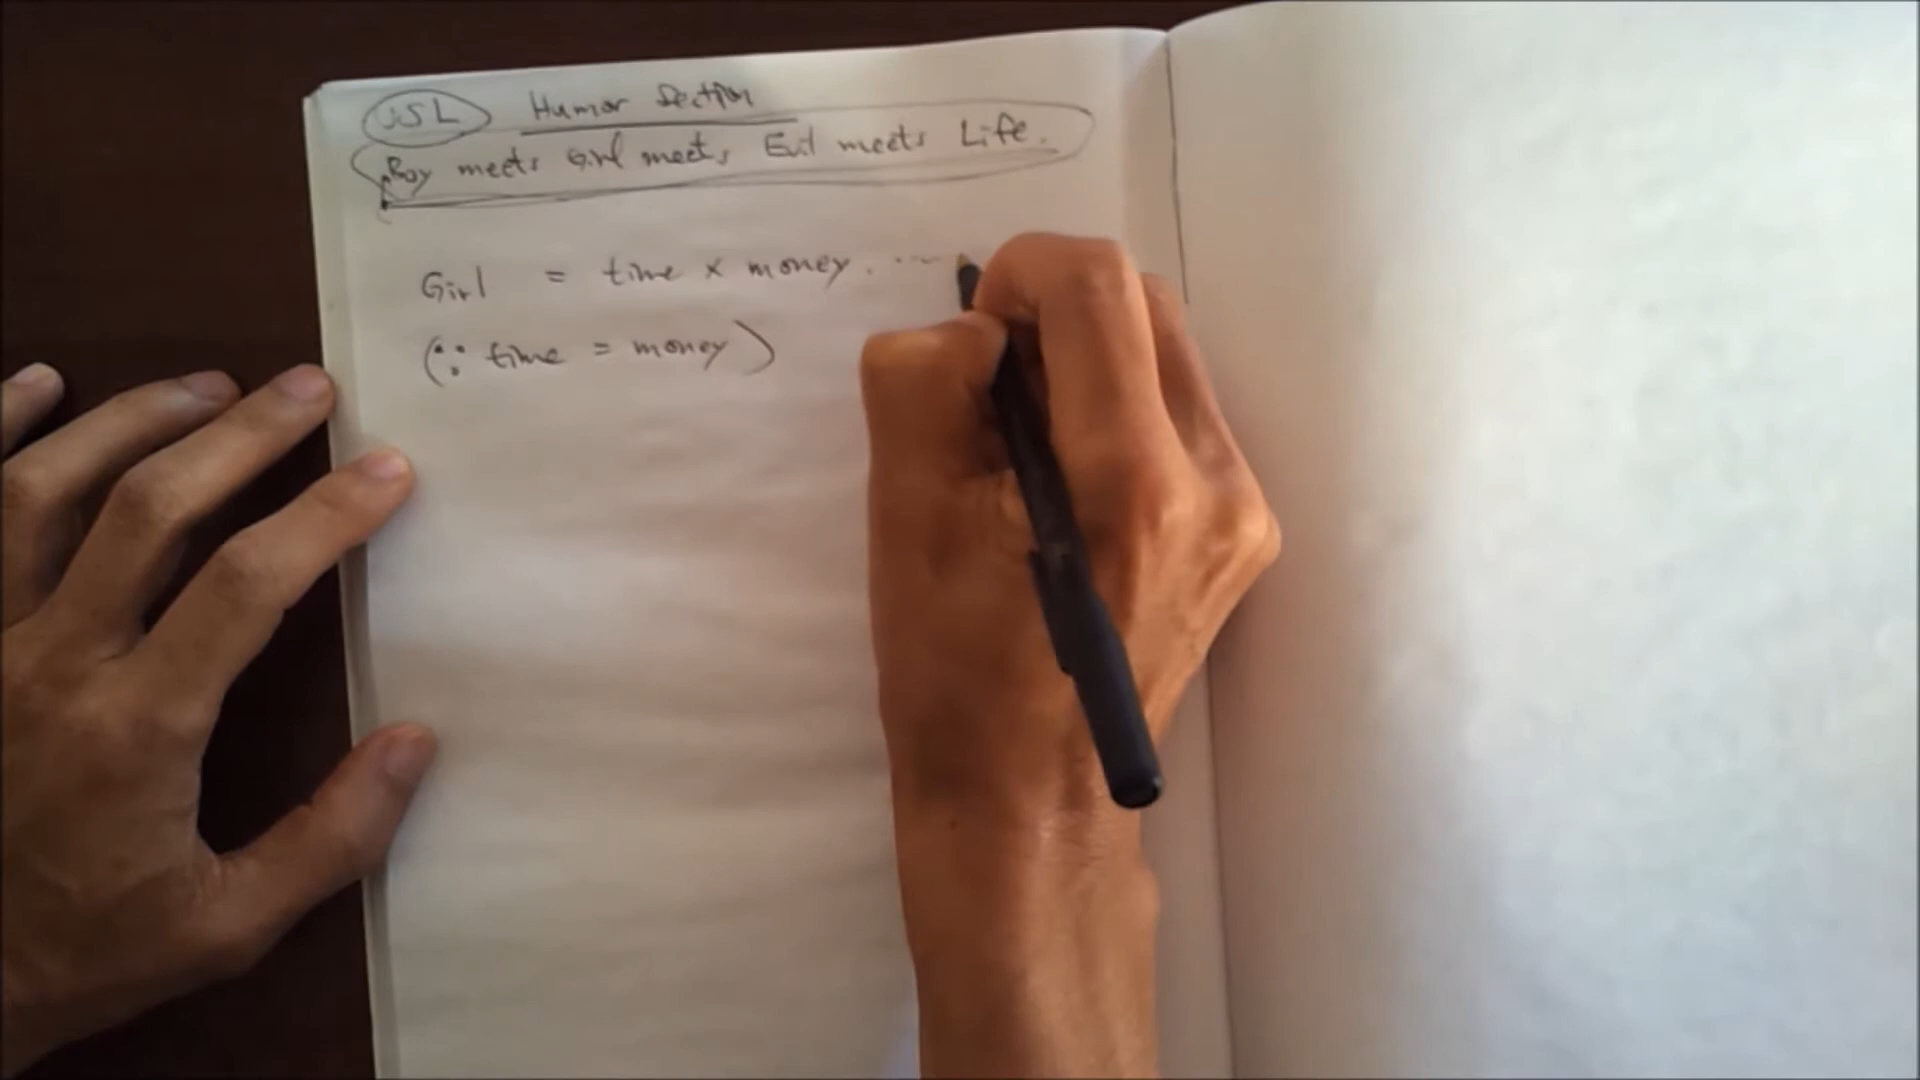 JSL Humor Section
Boy meets Girl meets Evil meets Life.
Girl = time × money. ...
(∵ time = money)